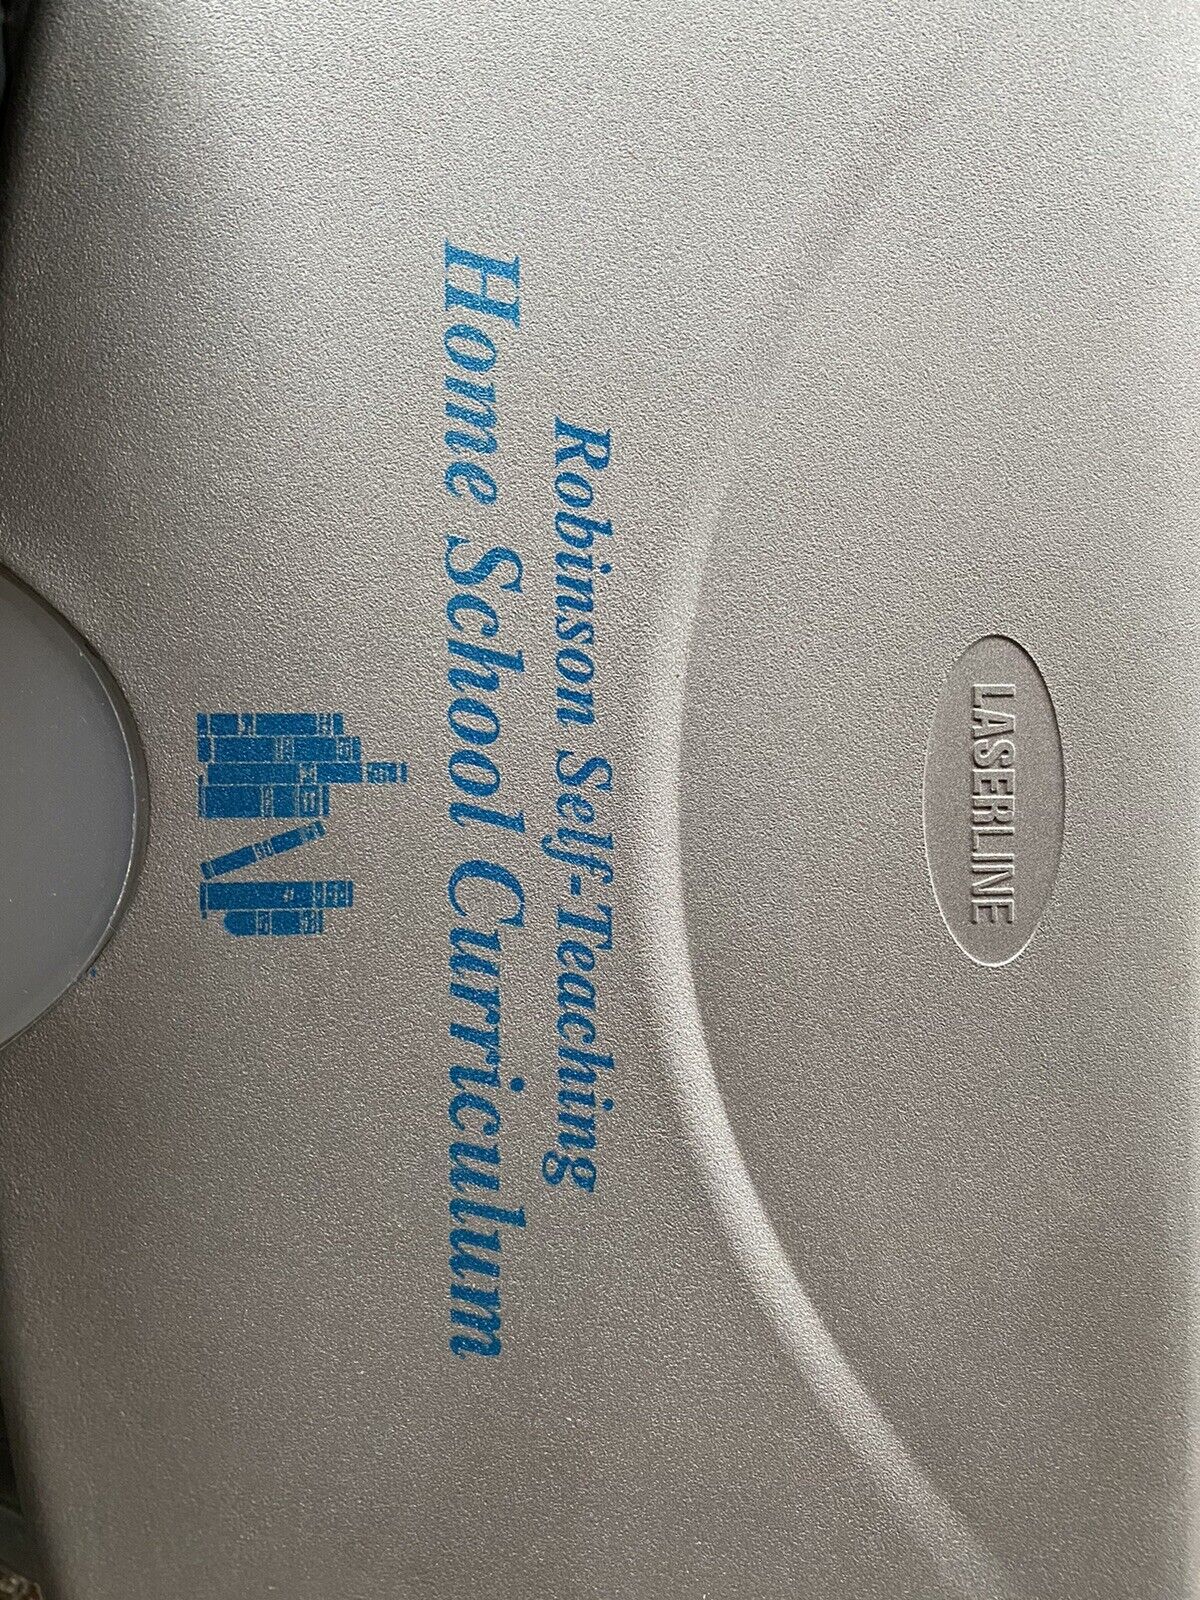 LASERLINE
Robinson Self-Teaching
Home School Curriculum